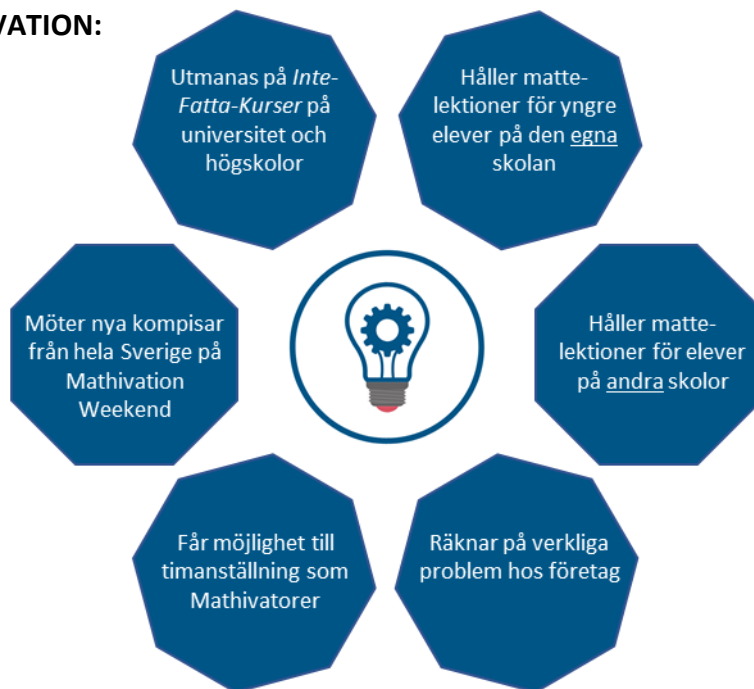 VATION:
Utmanas på Inte-
Fatta-Kurser på
universitet och
högskolor
Håller matte-
lektioner för yngre
elever på den egna
skolan
Möter nya kompisar
från hela Sverige på
Mathivation
Weekend
Håller matte-
lektioner för elever
på andra skolor
Får möjlighet till
timanställning som
Mathivatorer
Räknar på verkliga
problem hos företag